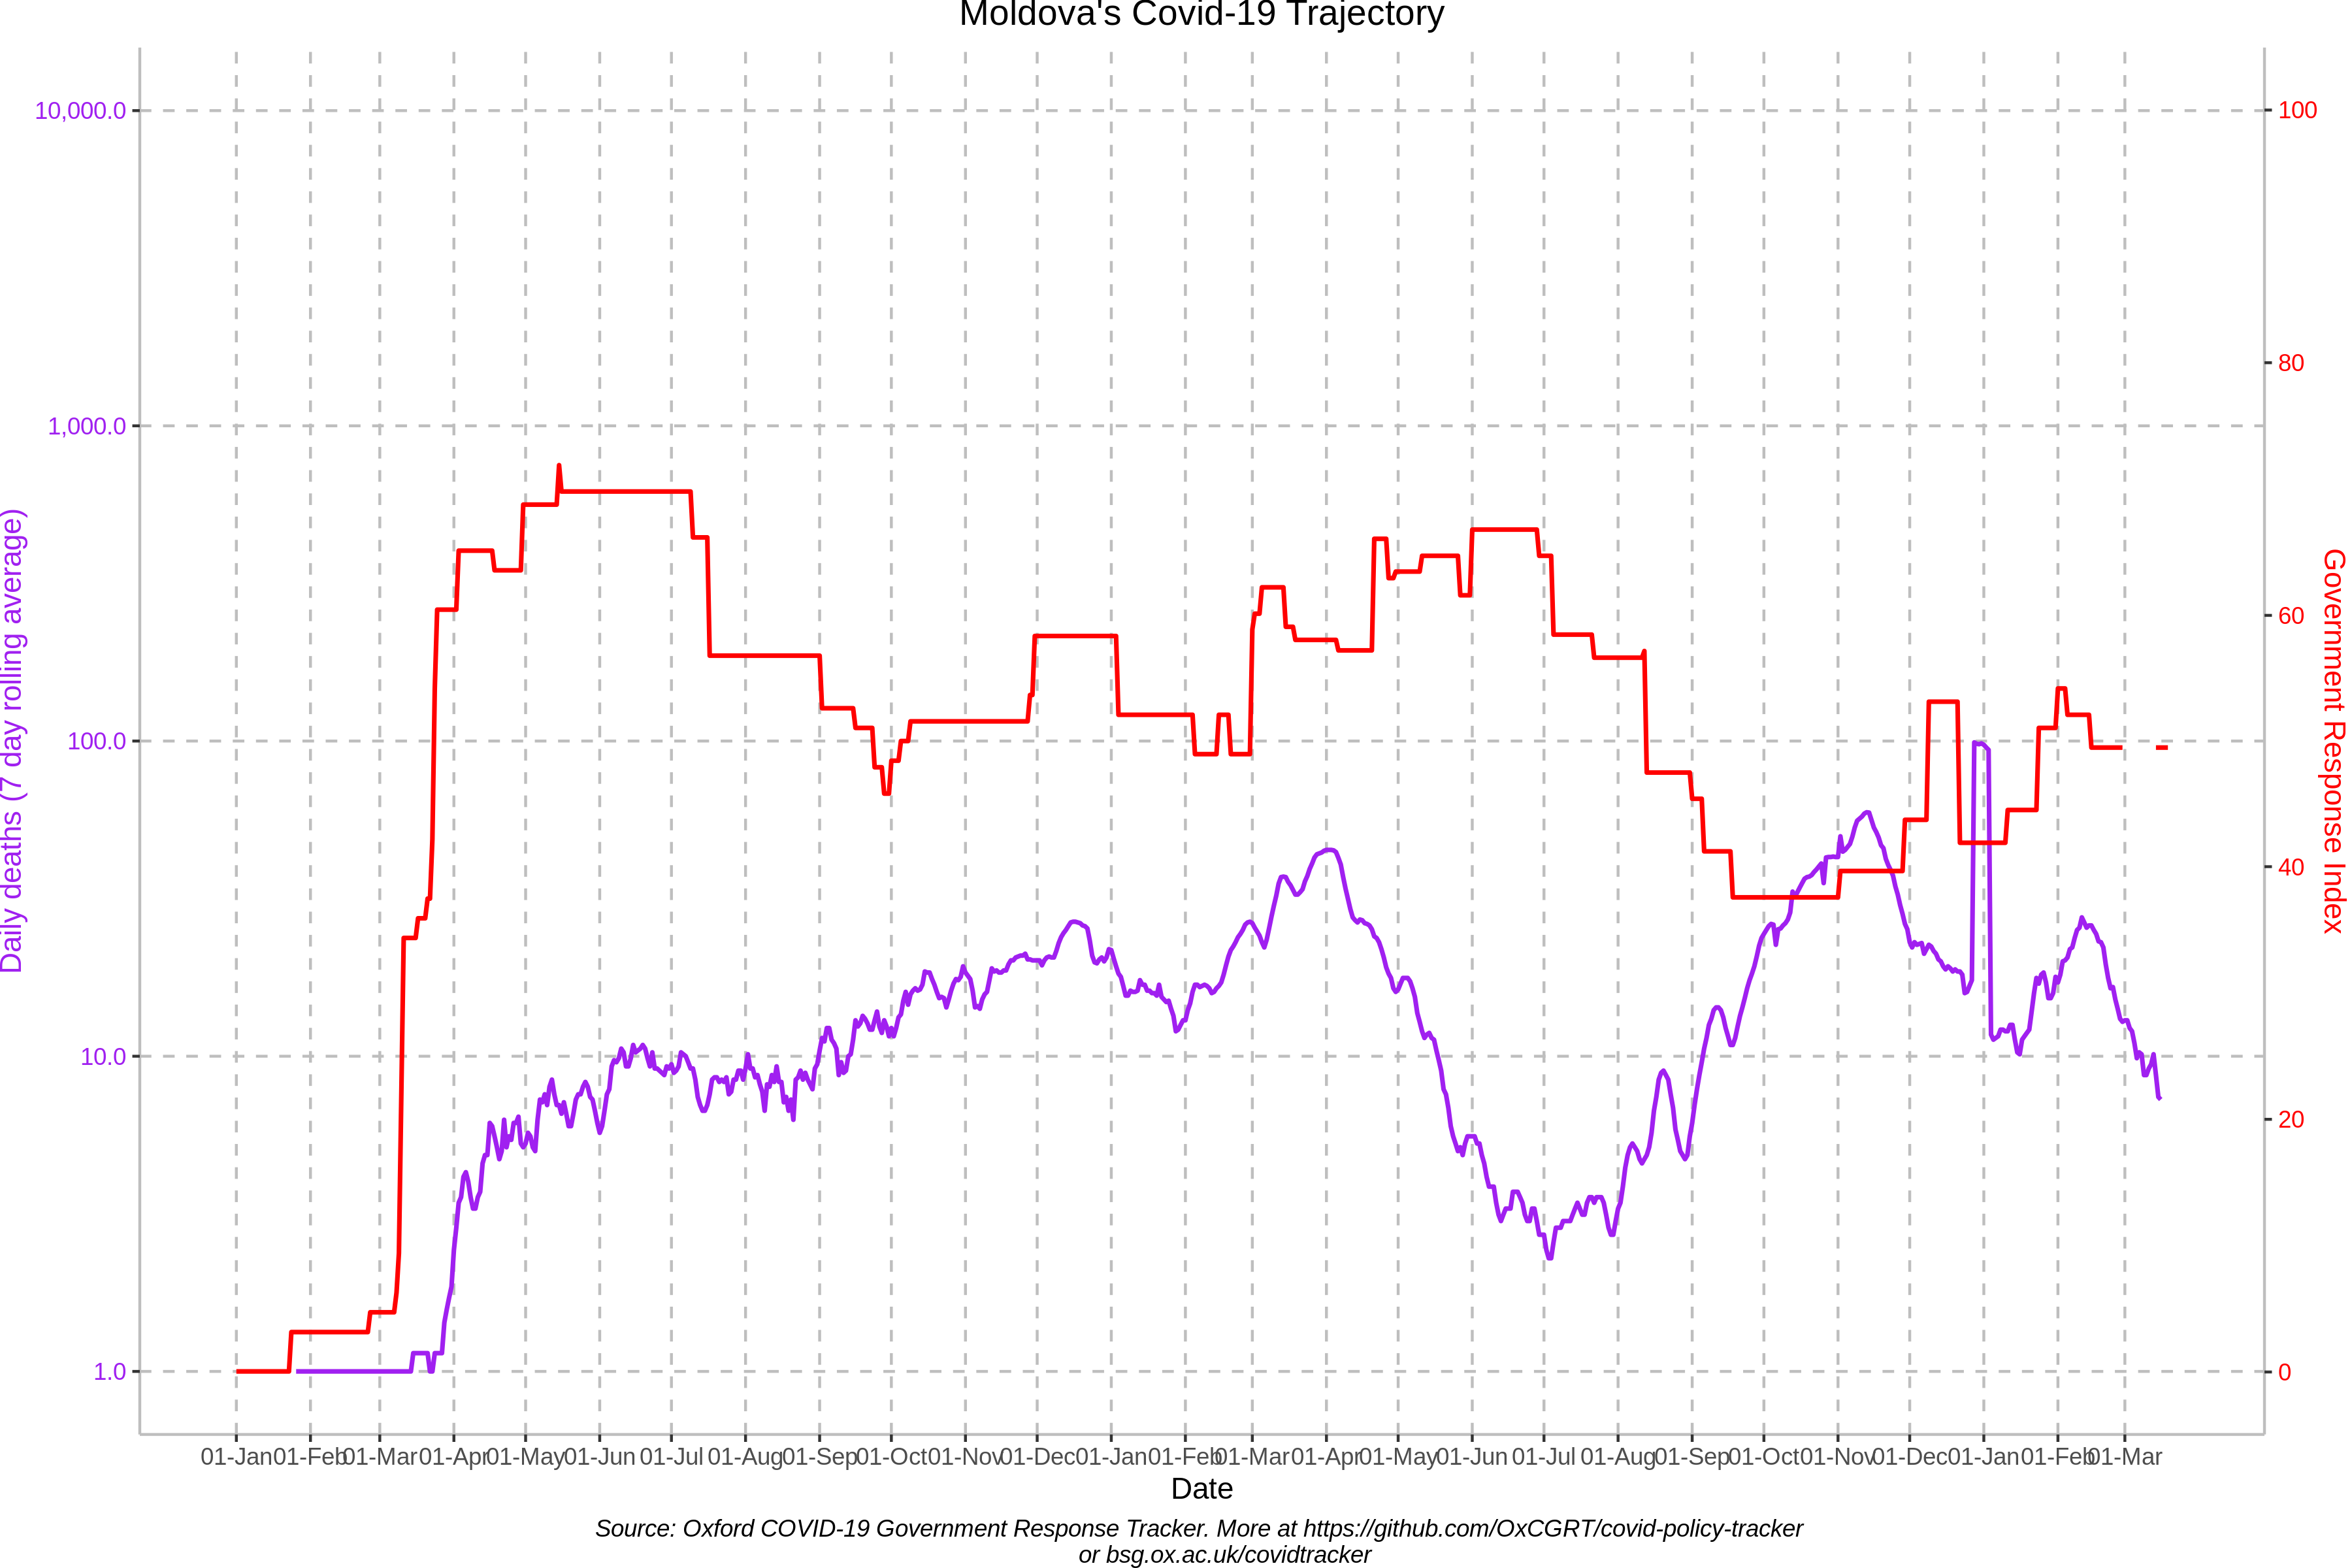 Moldova's Covid-19 Trajectory
10,000.0
1,000.0
100.0
10.0
1.0
Daily deaths (7 day rolling average)
100
80
60
40
20
0
Government Response Index
01-Jan 01-Feb 01-Mar 01-Apr 01-May 01-Jun 01-Jul 01-Aug 01-Sep 01-Oct 01-Nov 01-Dec 01-Jan 01-Feb 01-Mar 01-Apr 01-May 01-Jun 01-Jul 01-Aug 01-Sep 01-Oct 01-Nov 01-Dec 01-Jan 01-Feb 01-Mar
Date
Source: Oxford COVID-19 Government Response Tracker. More at https://github.com/OxCGRT/covid-policy-tracker
or bsg.ox.ac.uk/covidtracker